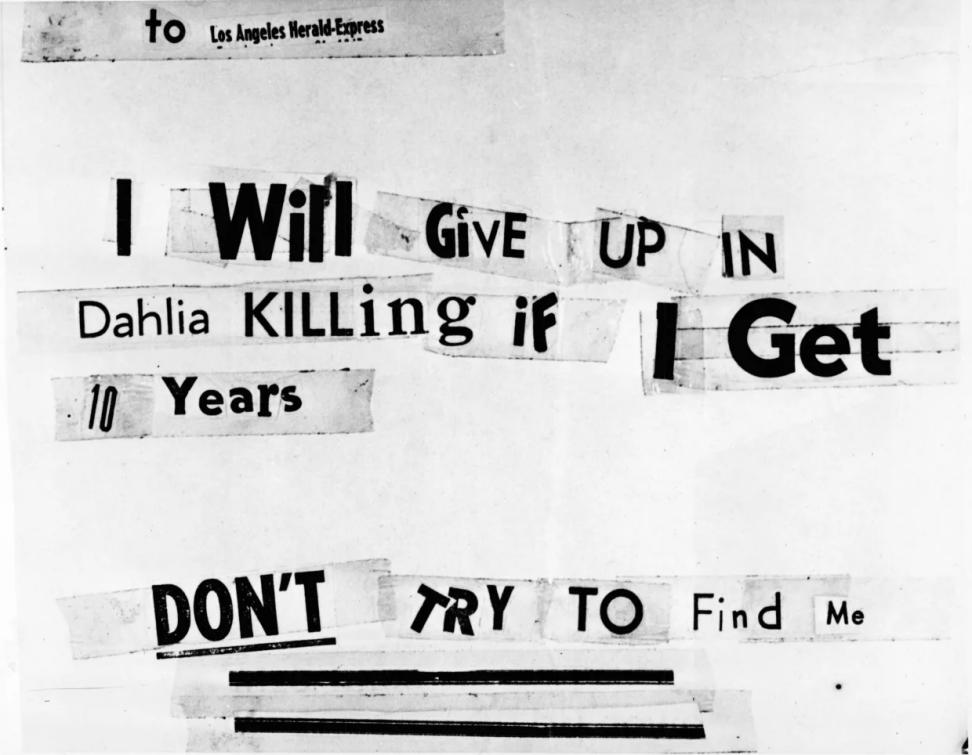 to Los Angeles Herald-Express
I Will GivE UP IN
Dahlia KILLing iF I Get
10 Years
DON'T TRY TO Find Me